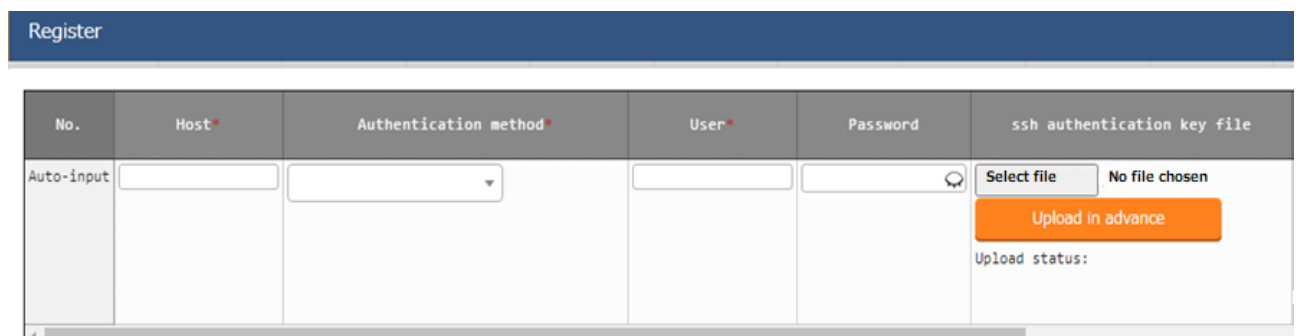 Register
No. Host* Authentication method* User* Password ssh authentication key file
Auto-input Select file No file chosen
Upload in advance
Upload status: